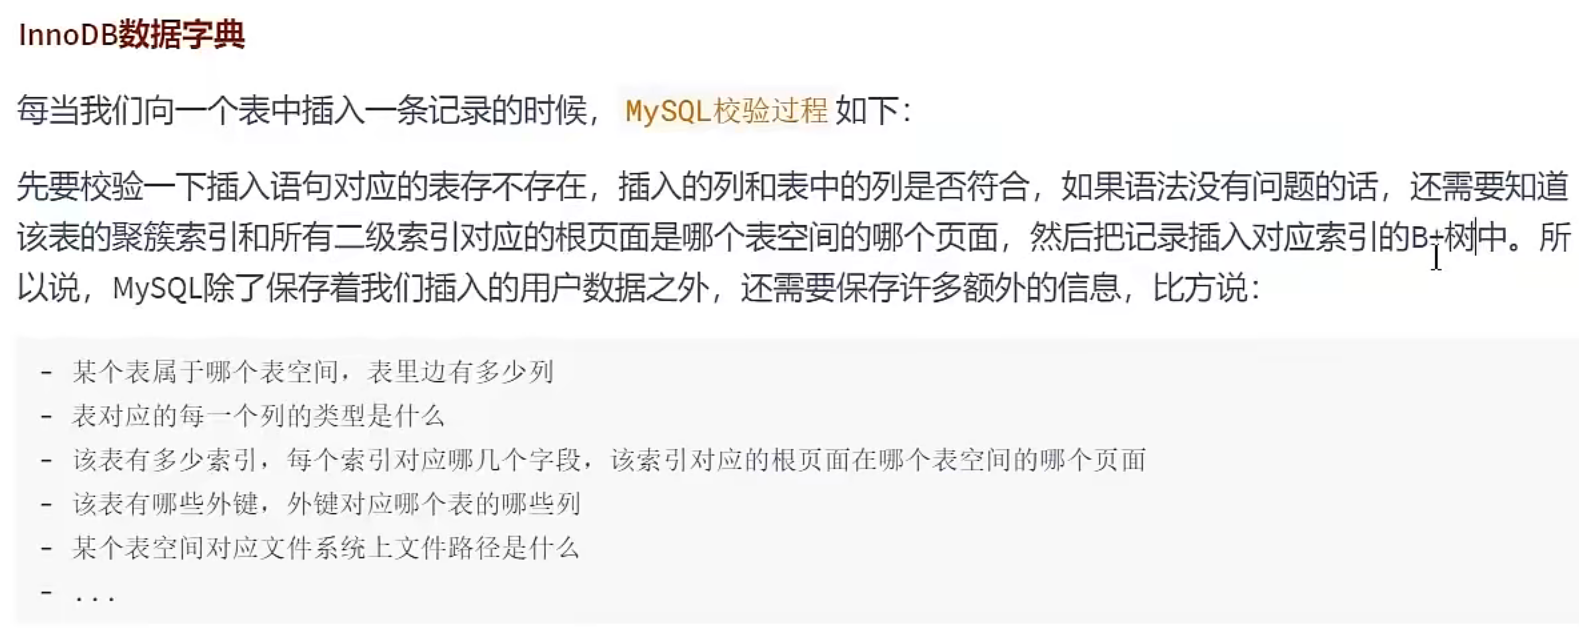 InnoDB数据字典
每当我们向一个表中插入一条记录的时候，MySQL校验过程如下：
先要校验一下插入语句对应的表存不存在，插入的列和表中的列是否符合，如果语法没有问题的话，还需要知道
该表的聚簇索引和所有二级索引对应的根页面是哪个表空间的哪个页面，然后把记录插入对应索引的B+树中。所
以说，MySQL除了保存着我们插入的用户数据之外，还需要保存许多额外的信息，比方说：
- 某个表属于哪个表空间，表里边有多少列
- 表对应的每一个列的类型是什么
- 该表有多少索引，每个索引对应哪几个字段，该索引对应的根页面在哪个表空间的哪个页面
- 该表有哪些外键，外键对应哪个表的哪些列
- 某个表空间对应文件系统上文件路径是什么
- ...